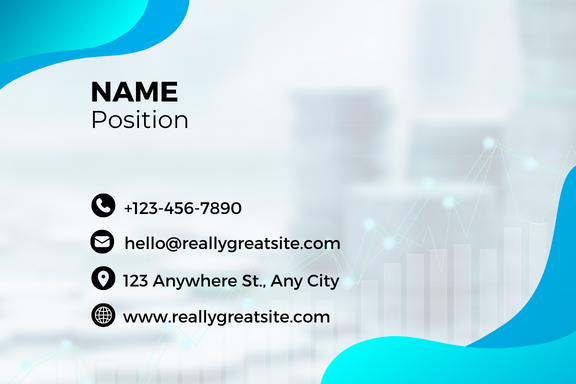 NAME
Position
+123-456-7890
hello@reallygreatsite.com
123 Anywhere St., Any City
www.reallygreatsite.com